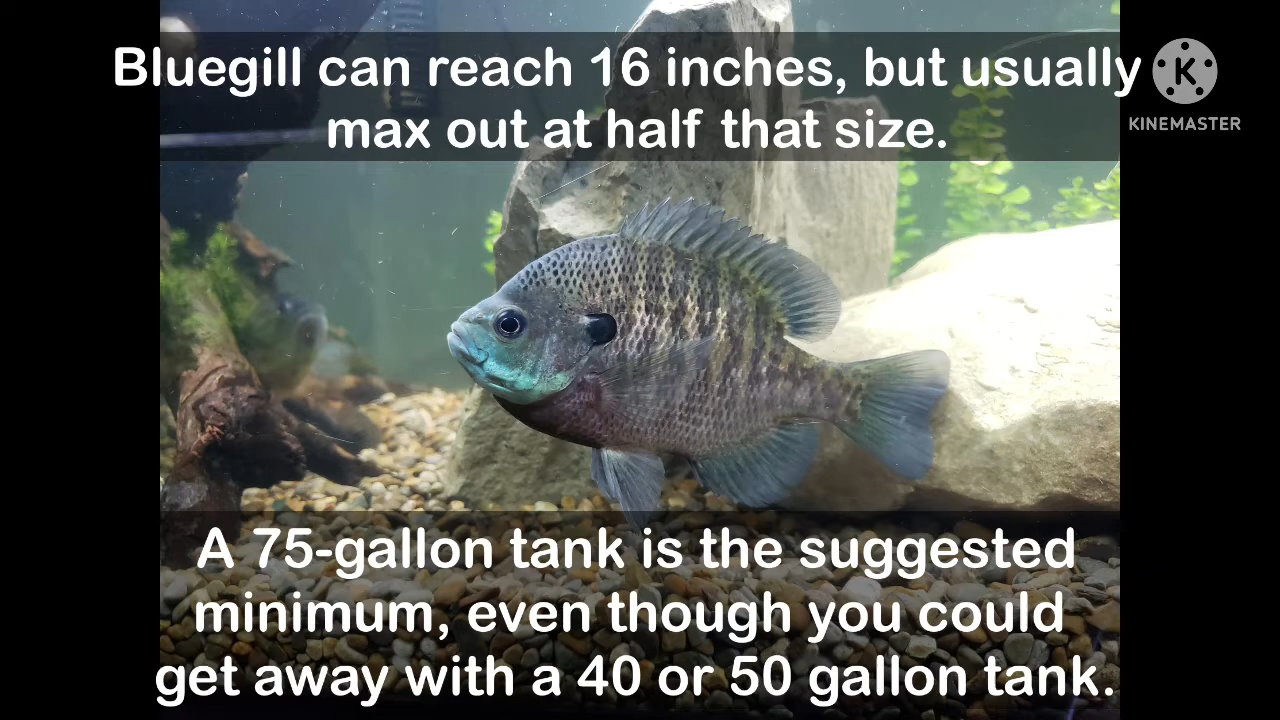 Bluegill can reach 16 inches, but usually
max out at half that size.
K
KINEMASTER
A 75-gallon tank is the suggested
minimum, even though you could
get away with a 40 or 50 gallon tank.